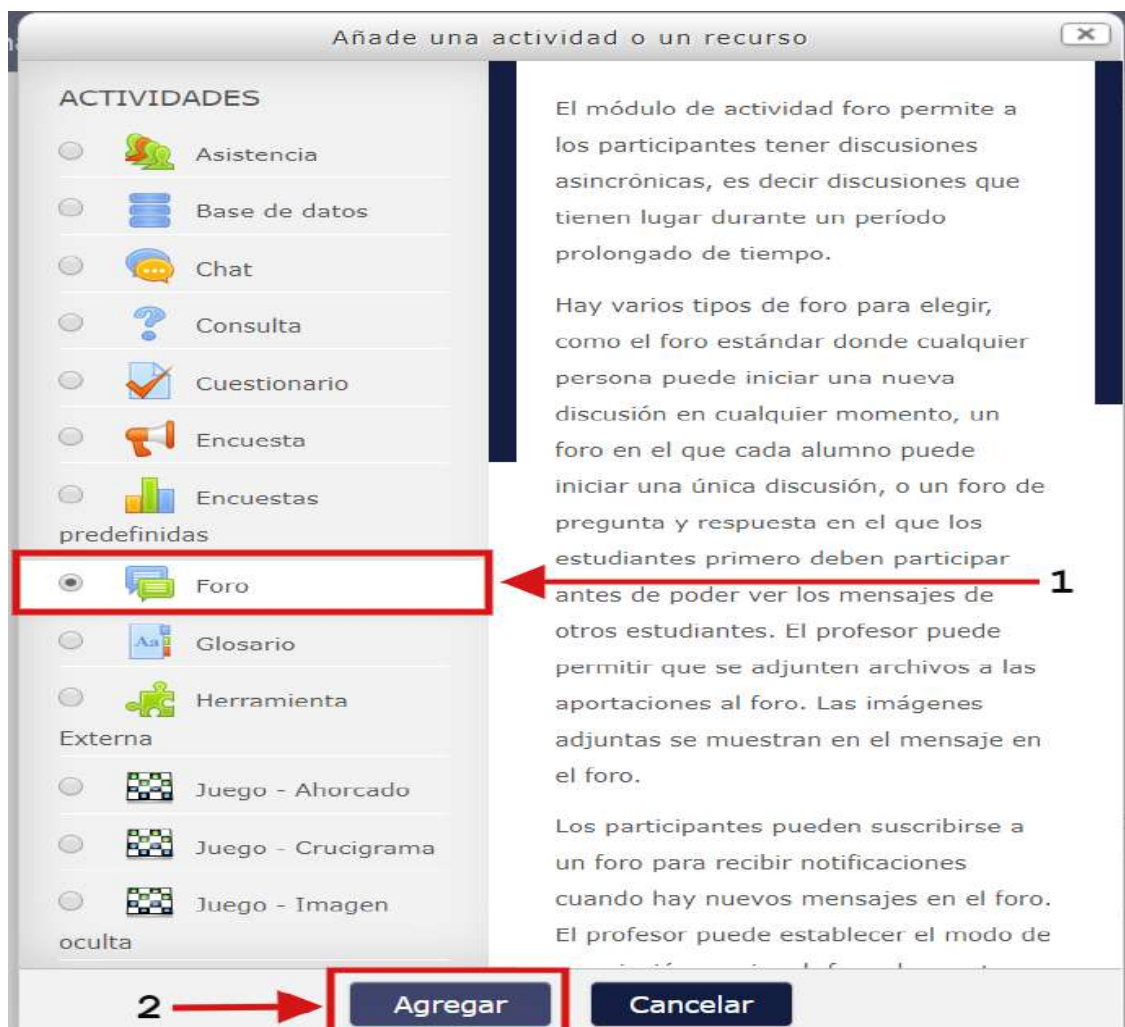 Añade una actividad o un recurso
ACTIVIDADES
Asistencia
Base de datos
Chat
Consulta
Cuestionario
Encuesta
Encuestas
predefinidas
Foro
Glosario
Herramienta
Externa
Juego - Ahorcado
Juego - Crucigrama
Juego - Imagen
oculta
El módulo de actividad foro permite a
los participantes tener discusiones
asincrónicas, es decir discusiones que
tienen lugar durante un período
prolongado de tiempo.
Hay varios tipos de foro para elegir,
como el foro estándar donde cualquier
persona puede iniciar una nueva
discusión en cualquier momento, un
foro en el que cada alumno puede
iniciar una única discusión, o un foro de
pregunta y respuesta en el que los
estudiantes primero deben participar
antes de poder ver los mensajes de
otros estudiantes. El profesor puede
permitir que se adjunten archivos a las
aportaciones al foro. Las imágenes
adjuntas se muestran en el mensaje en
el foro.
Los participantes pueden suscribirse a
un foro para recibir notificaciones
cuando hay nuevos mensajes en el foro.
El profesor puede establecer el modo de
1
2
Agregar
Cancelar